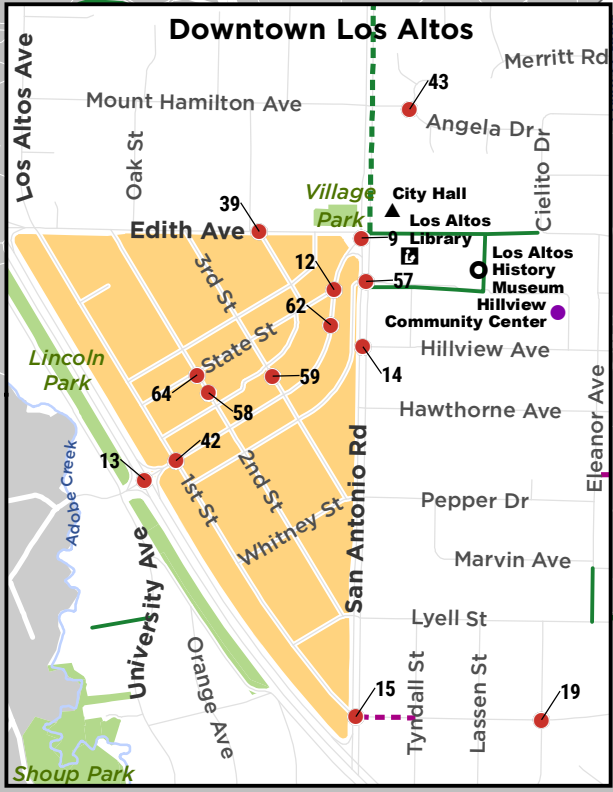 Downtown Los Altos
Los Altos Ave
Merritt Rd
43
Mount Hamilton Ave
Angela Dr
Oak St
Cielito Dr
Village
Park
City Hall
39
Edith Ave
Los Altos
Library
9
3rd St
12
57
Los Altos
History
Museum
62
Hillview
Community Center
State St
Hillview Ave
Lincoln
Park
14
59
64
58
Hawthorne Ave
Eleanor Ave
42
13
Adobe Creek
1st St
2nd St
San Antonio Rd
Pepper Dr
Whitney St
Marvin Ave
University Ave
Lyell St
Orange Ave
Tyndall St
Lassen St
15
19
Shoup Park